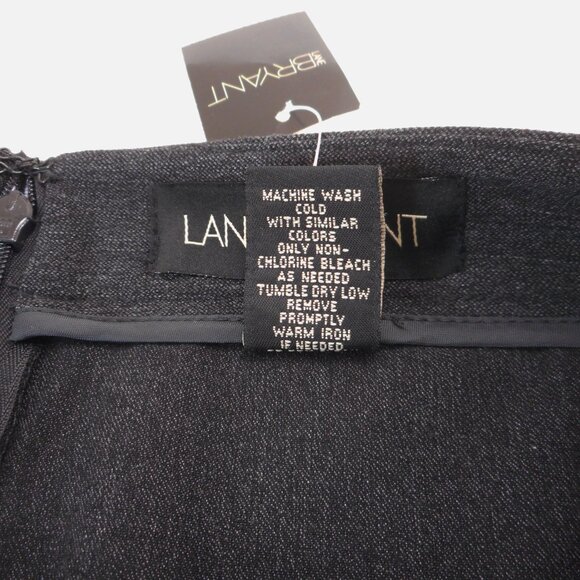 LANE
BRYANT
LAN
NT
MACHINE WASH
COLD
WITH SIMILAR
COLORS
ONLY NON-
CHLORINE BLEACH
AS NEEDED
TUMBLE DRY LOW
REMOVE
PROMPTLY
WARM IRON
IF NEEDED